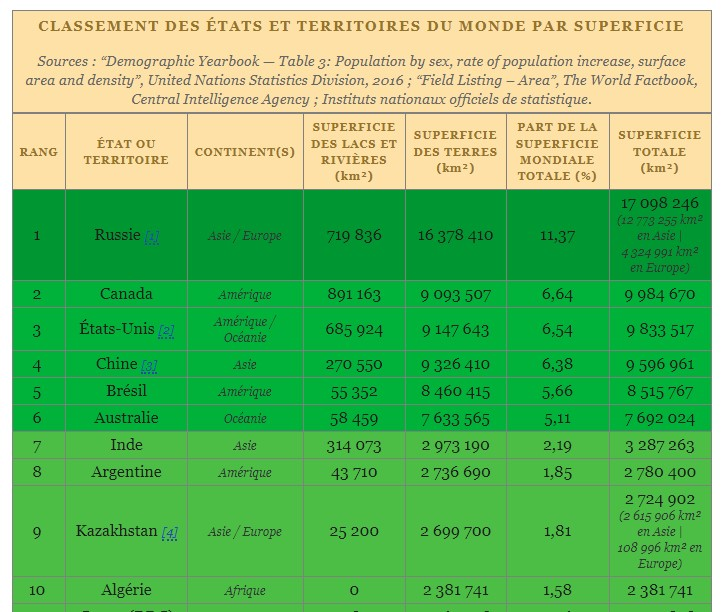 CLASSEMENT DES ÉTATS ET TERRITOIRES DU MONDE PAR SUPERFICIE
Sources : “Demographic Yearbook — Table 3: Population by sex, rate of population increase, surface
area and density”, United Nations Statistics Division, 2016 ; “Field Listing – Area”, The World Factbook,
Central Intelligence Agency ; Instituts nationaux officiels de statistique.
RANG
ÉTAT OU
TERRITOIRE
CONTINENT(S)
SUPERFICIE
DES LACS ET
RIVIÈRES
(km²)
SUPERFICIE
DES TERRES
(km²)
PART DE LA
SUPERFICIE
MONDIALE
TOTALE (%)
SUPERFICIE
TOTALE
(km²)
1
Russie [1]
Asie / Europe
719 836
16 378 410
11,37
17 098 246
(12 773 255 km²
en Asie |
4 324 991 km²
en Europe)
2 Canada Amérique 891 163 9 093 507 6,64 9 984 670
3 États-Unis [2]
Amérique /
Océanie
685 924 9 147 643 6,54 9 833 517
4 Chine [3] Asie 270 550 9 326 410 6,38 9 596 961
5 Brésil Amérique 55 352 8 460 415 5,66 8 515 767
6 Australie Océanie 58 459 7 633 565 5,11 7 692 024
7 Inde Asie 314 073 2 973 190 2,19 3 287 263
8 Argentine Amérique 43 710 2 736 690 1,85 2 780 400
9 Kazakhstan [4] Asie / Europe 25 200 2 699 700 1,81
2 724 902
(2 615 906 km²
en Asie |
108 996 km² en
Europe)
10 Algérie Afrique 0 2 381 741 1,58 2 381 741